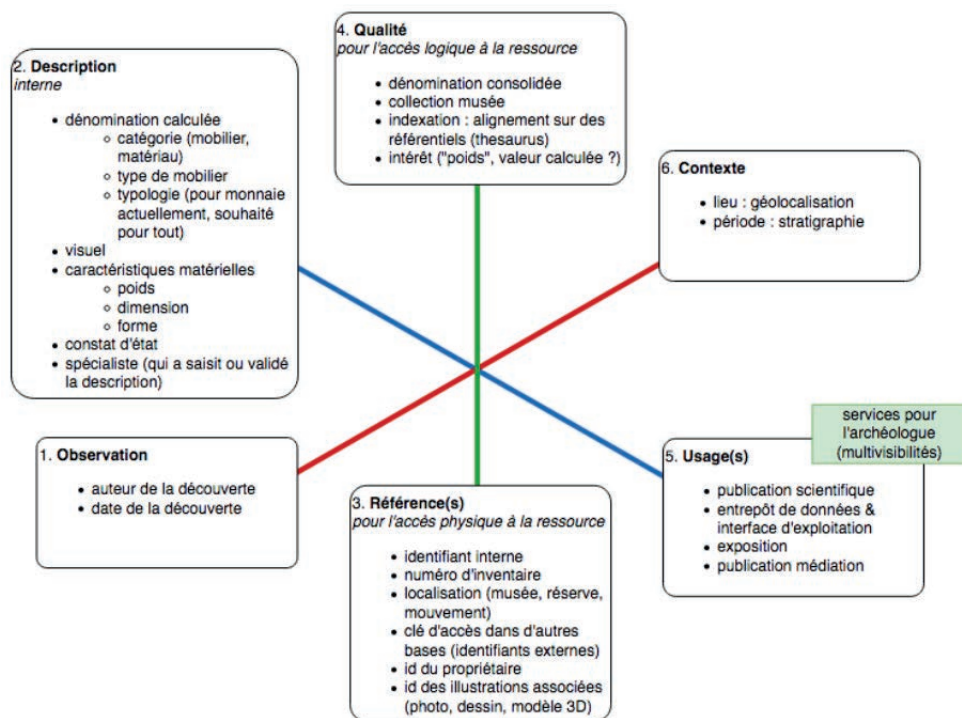 4. Qualité
pour l'accès logique à la ressource
• dénomination consolidée
• collection musée
• indexation : alignement sur des
référentiels (thesaurus)
• intérêt ("poids", valeur calculée ?)
2. Description
interne
• dénomination calculée
○ catégorie (mobilier,
matériau)
○ type de mobilier
○ typologie (pour monnaie
actuellement, souhaité
pour tout)
• visuel
• caractéristiques matérielles
○ poids
○ dimension
○ forme
• constat d'état
• spécialiste (qui a saisit ou validé
la description)
6. Contexte
• lieu : géolocalisation
• période : stratigraphie
1. Observation
• auteur de la découverte
• date de la découverte
3. Référence(s)
pour l'accès physique à la ressource
• identifiant interne
• numéro d'inventaire
• localisation (musée, réserve,
mouvement)
• clé d'accès dans d'autres
bases (identifiants externes)
• id du propriétaire
• id des illustrations associées
(photo, dessin, modèle 3D)
services pour
l'archéologue
(multivisibilités)
5. Usage(s)
• publication scientifique
• entrepôt de données &
interface d'exploitation
• exposition
• publication médiation